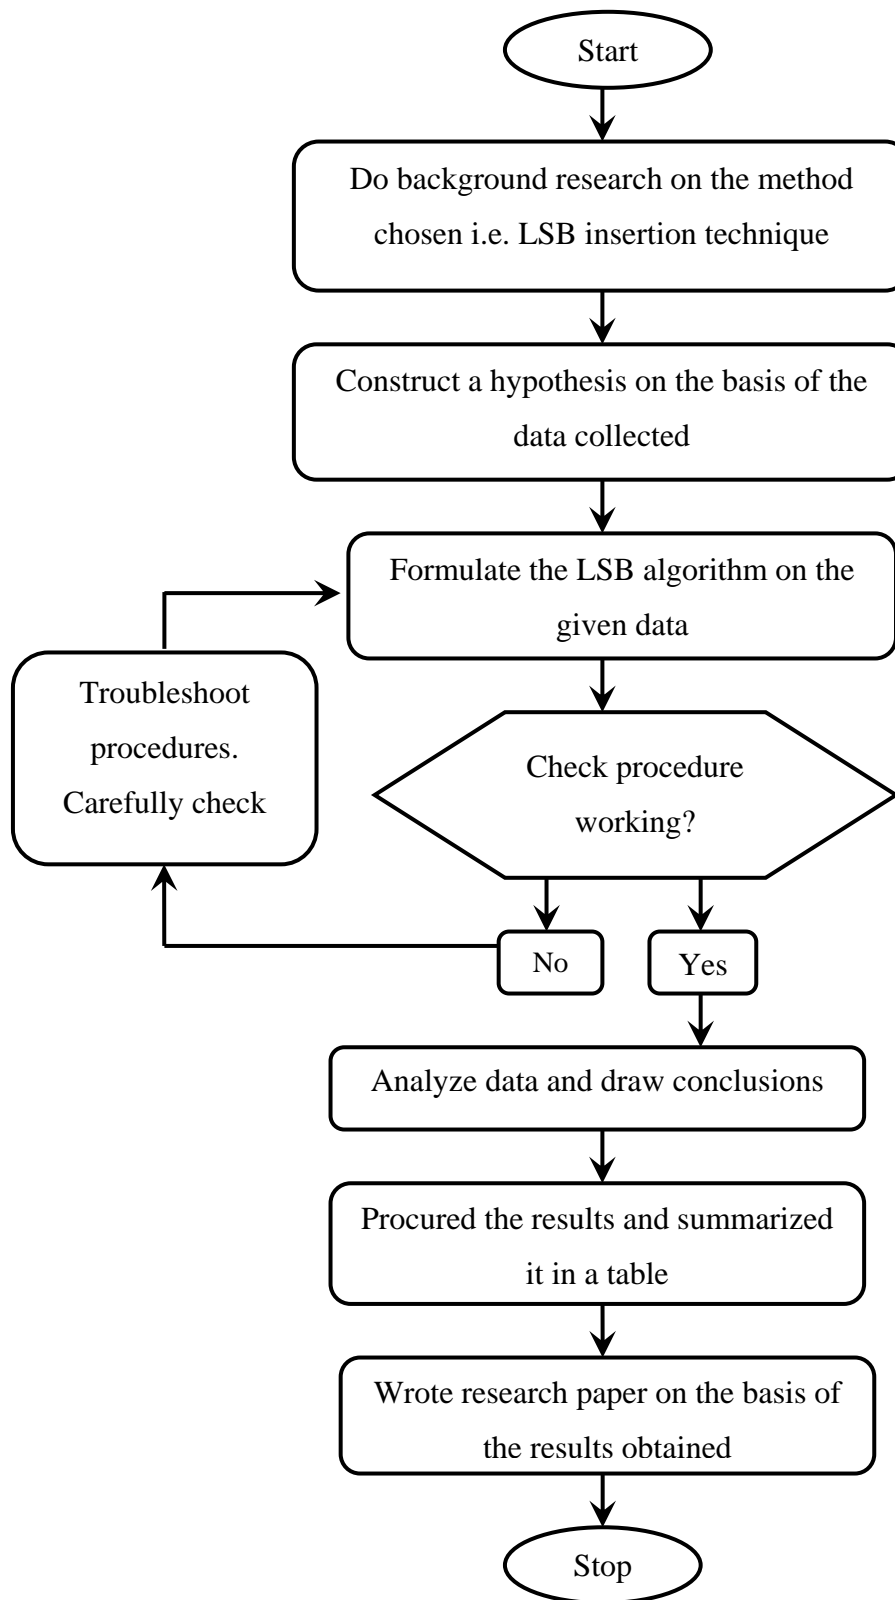 Start
Do background research on the method
chosen i.e. LSB insertion technique
Construct a hypothesis on the basis of the
data collected
Formulate the LSB algorithm on the
given data
Troubleshoot
procedures.
Carefully check
Check procedure
working?
No
Yes
Analyze data and draw conclusions
Procured the results and summarized
it in a table
Wrote research paper on the basis of
the results obtained
Stop